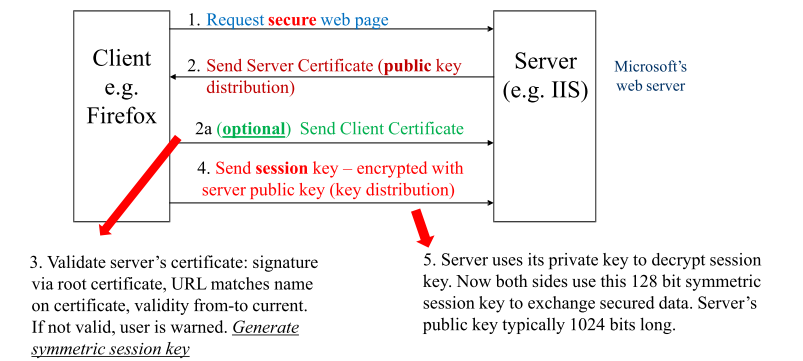 1. Request secure web page
Client
e.g.
Firefox
2. Send Server Certificate (public key
distribution)
Server
(e.g. IIS)
Microsoft's
web server
2a (optional)  Send Client Certificate
4. Send session key – encrypted with
server public key (key distribution)
3. Validate server's certificate: signature
via root certificate, URL matches name
on certificate, validity from-to current.
If not valid, user is warned. Generate
symmetric session key
5. Server uses its private key to decrypt session
key. Now both sides use this 128 bit symmetric
session key to exchange secured data. Server's
public key typically 1024 bits long.